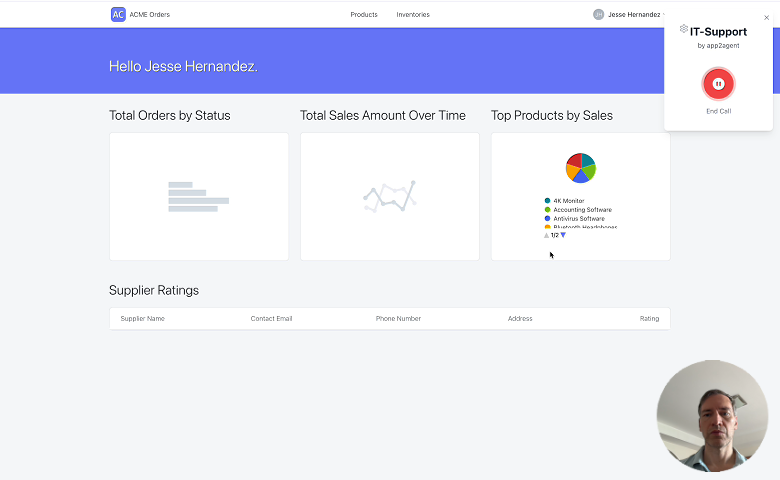 AC ACME Orders
Products
Inventories
JH Jesse Hernandez
IT-Support
by app2agent
End Call
Hello Jesse Hernandez.
Total Orders by Status
Total Sales Amount Over Time
Top Products by Sales
4K Monitor
Accounting Software
Antivirus Software
Bluetooth Headphones
1/2
Supplier Ratings
Supplier Name
Contact Email
Phone Number
Address
Rating